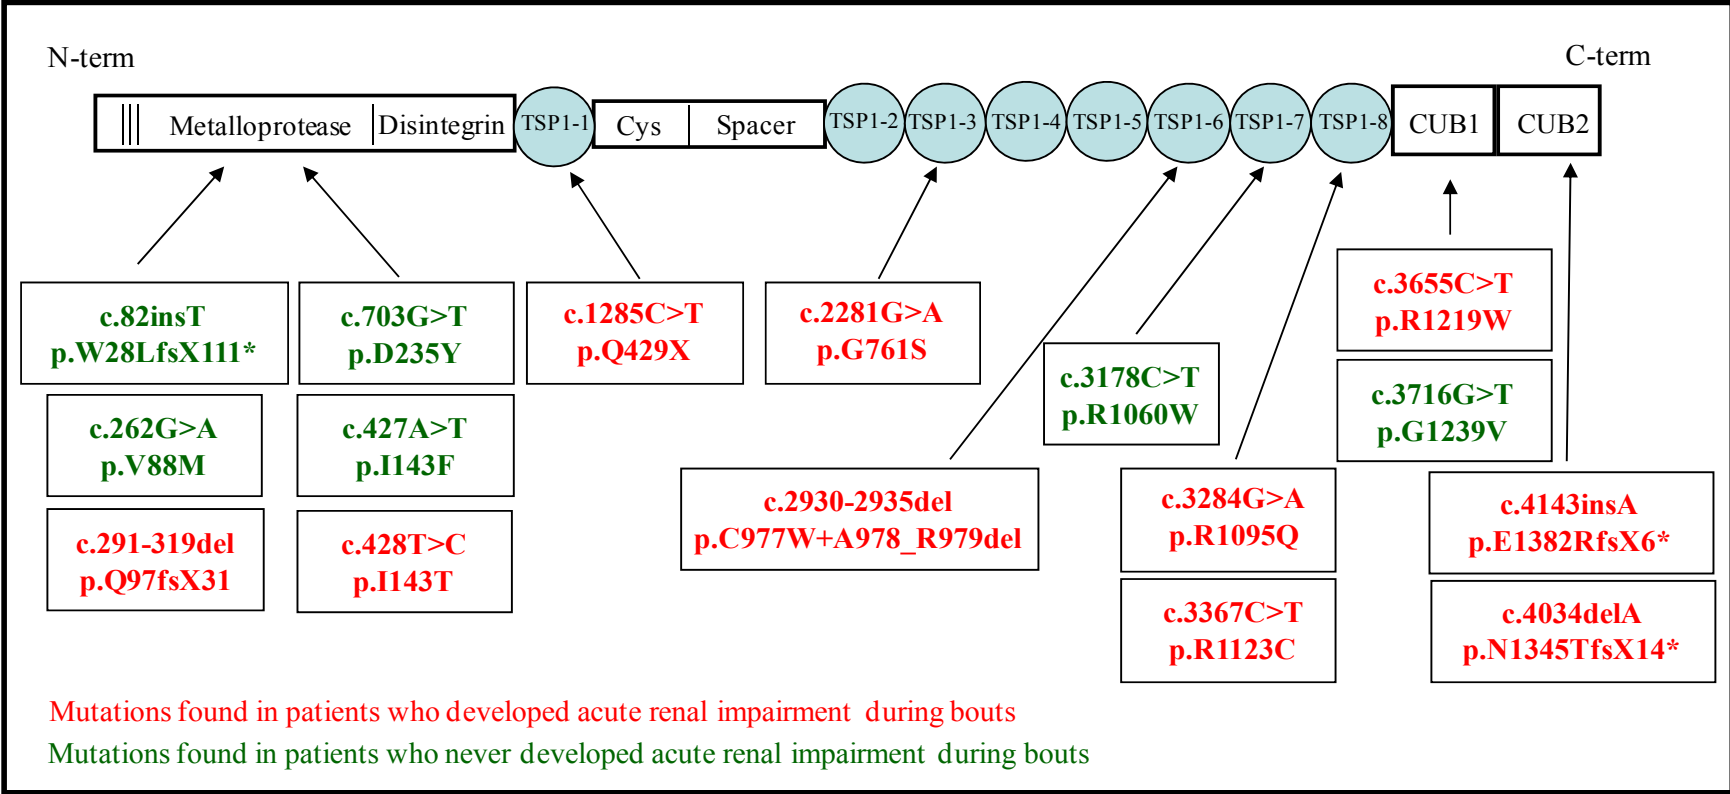 N-term
C-term
Metalloprotease
Disintegrin
TSP1-1
Cys
Spacer
TSP1-2
TSP1-3
TSP1-4
TSP1-5
TSP1-6
TSP1-7
TSP1-8
CUB1
CUB2
c.82insT
p.W28LfsX111*
c.262G>A
p.V88M
c.291-319del
p.Q97fsX31
c.703G>T
p.D235Y
c.427A>T
p.I143F
c.428T>C
p.I143T
c.1285C>T
p.Q429X
c.2281G>A
p.G761S
c.2930-2935del
p.C977W+A978_R979del
c.3178C>T
p.R1060W
c.3284G>A
p.R1095Q
c.3367C>T
p.R1123C
c.3655C>T
p.R1219W
c.3716G>T
p.G1239V
c.4143insA
p.E1382RfsX6*
c.4034delA
p.N1345TfsX14*
Mutations found in patients who developed acute renal impairment during bouts
Mutations found in patients who never developed acute renal impairment during bouts